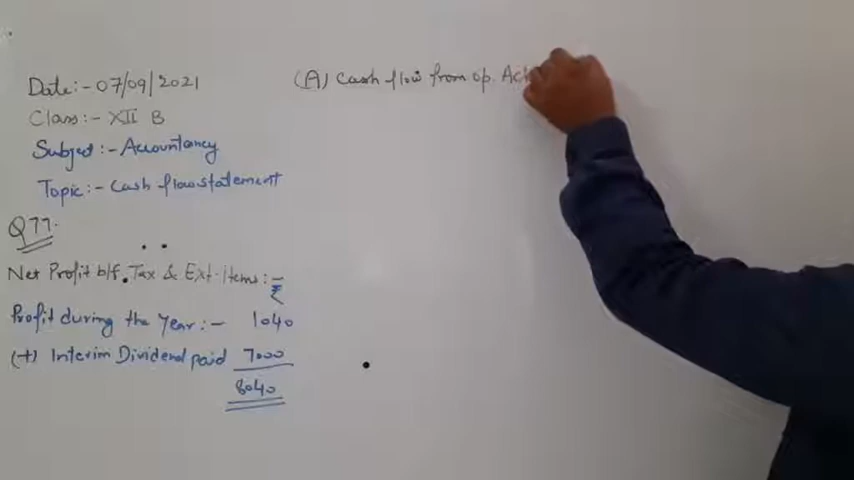 Date:- 07/09/2021
Class:- XII B
Subject:- Accountancy
Topic:- Cash flow statement
Q77.
Net Profit b/f. Tax & Ext. Items:-
₹
Profit during the Year:- 1040
(+) Interim Dividend paid 7000
8040
(A) Cash flow from op.